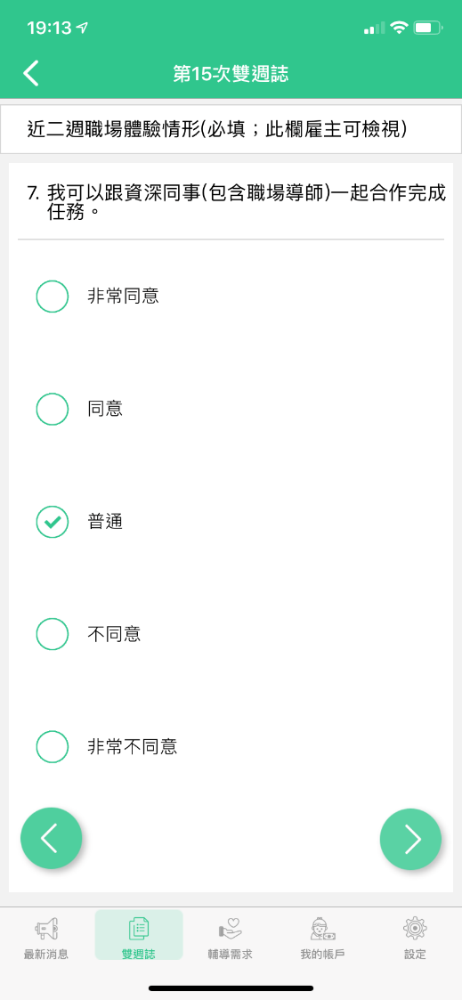 19:13
第15次雙週誌
近二週職場體驗情形(必填；此欄雇主可檢視)
7. 我可以跟資深同事(包含職場導師)一起合作完成
任務。
非常同意
同意
普通
不同意
非常不同意
最新消息 雙週誌 輔導需求 我的帳戶 設定